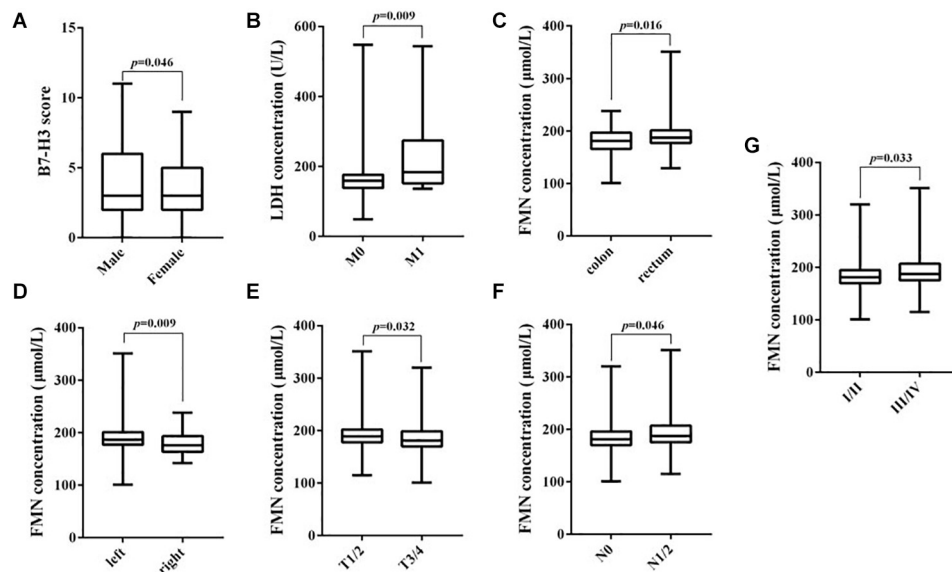 A
B7-H3 score
15
10
5
0
p=0.046
Male
Female
B
LDH concentration (U/L)
600
400
200
0
p=0.009
M0
M1
C
FMN concentration ( μmol/L)
400
300
200
100
0
p=0.016
colon
rectum
G
FMN concentration ( μmol/L)
400
300
200
100
0
p=0.033
I/II
III/IV
D
FMN concentration ( μmol/L)
400
300
200
100
0
p=0.009
left
right
E
FMN concentration ( μmol/L)
400
300
200
100
0
p=0.032
T1/2
T3/4
F
FMN concentration ( μmol/L)
400
300
200
100
0
p=0.046
N0
N1/2